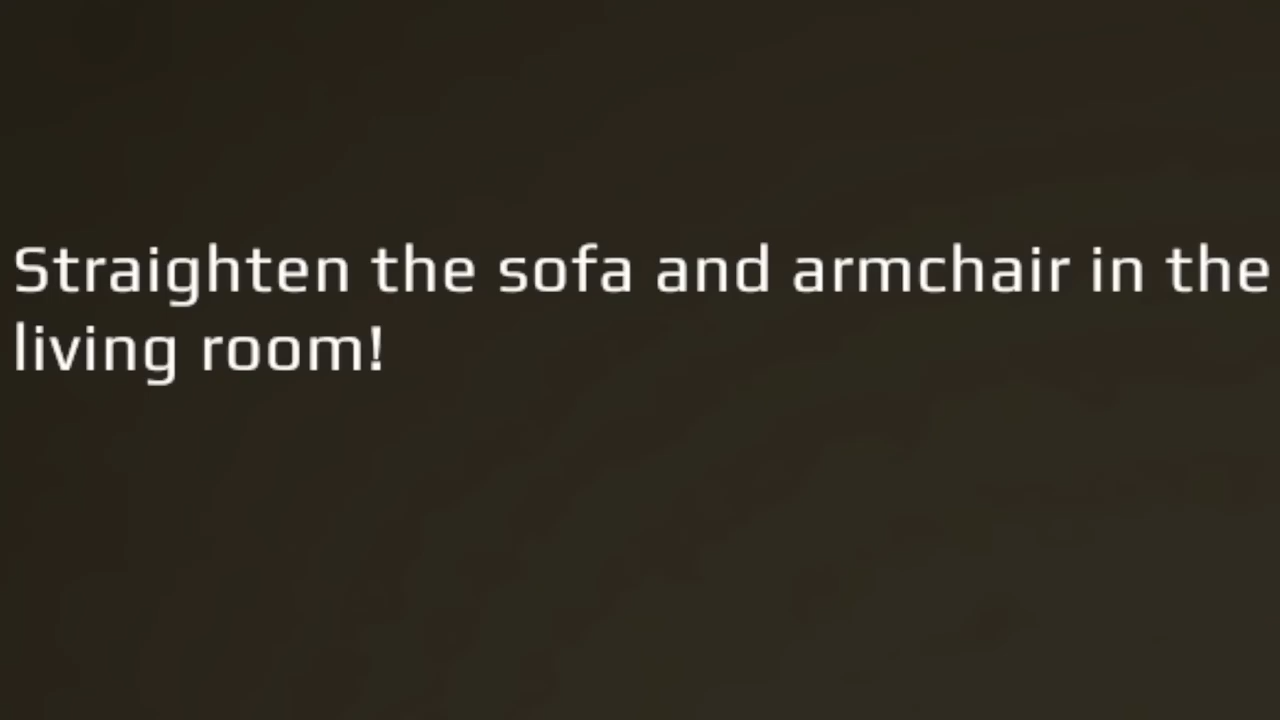 Straighten the sofa and armchair in the
living room!